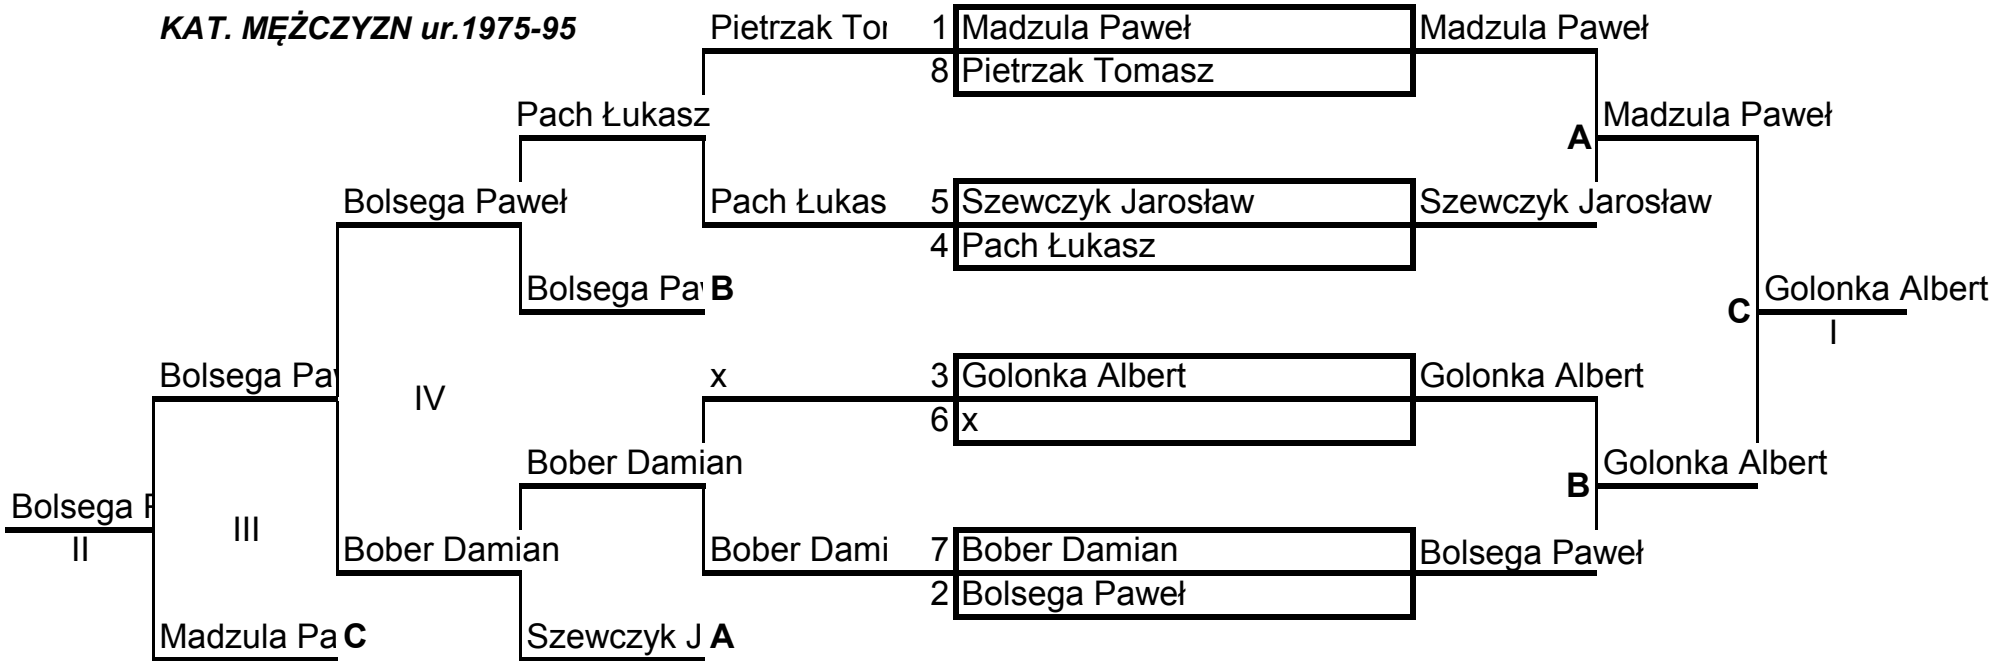 KAT. MĘŻCZYZN ur.1975-95
Pietrzak Tor 1 Madzula Paweł Madzula Paweł
8 Pietrzak Tomasz
Pach Łukasz Madzula Paweł
A
Bolsega Paweł Pach Łukas 5 Szewczyk Jarosław Szewczyk Jarosław
4 Pach Łukasz
Bolsega Pav B Golonka Albert
C
I
Bolsega Pav x 3 Golonka Albert Golonka Albert
IV
6 x
Bober Damian Golonka Albert
B
Bolsega P
III
II
Bober Damian Bober Dami 7 Bober Damian Bolsega Paweł
2 Bolsega Paweł
Madzula Pa C Szewczyk J A